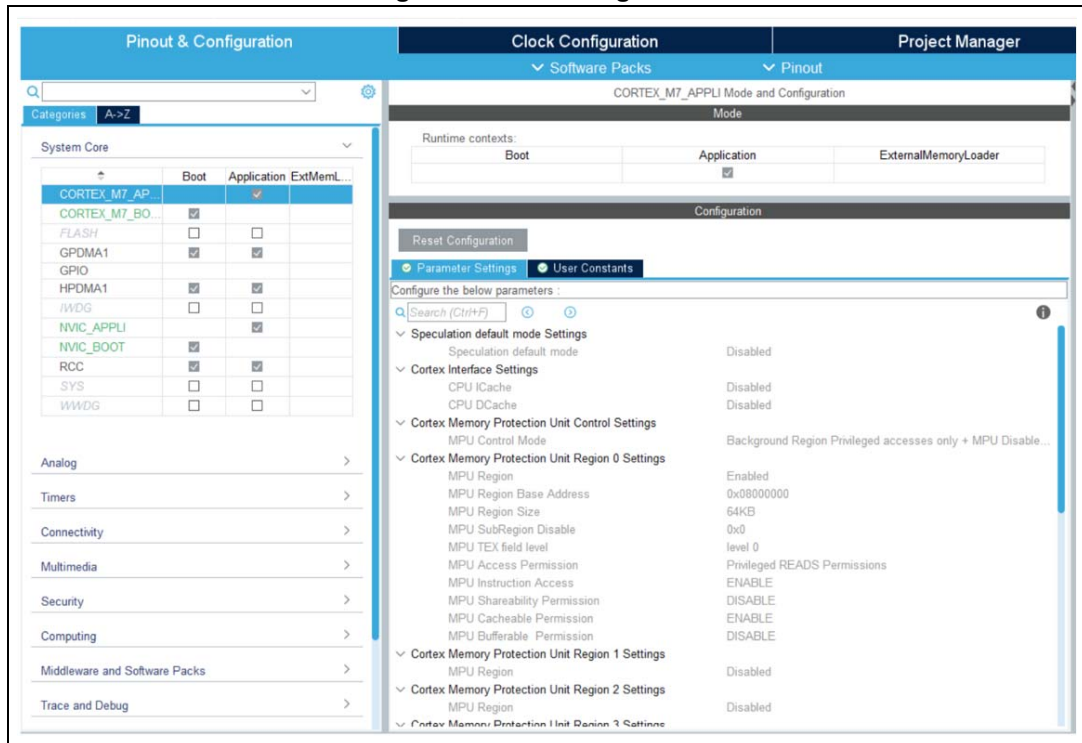 Pinout & Configuration
Clock Configuration
Project Manager
Software Packs
Pinout
Categories
A->Z
System Core
Boot Application ExtMemL...
CORTEX_M7_AP...
CORTEX_M7_BO...
FLASH
GPDMA1
GPIO
HPDMA1
IWDG
NVIC_APPLI
NVIC_BOOT
RCC
SYS
WWDG
Analog
Timers
Connectivity
Multimedia
Security
Computing
Middleware and Software Packs
Trace and Debug
CORTEX_M7_APPLI Mode and Configuration
Mode
Runtime contexts:
Boot Application ExternalMemoryLoader
Configuration
Reset Configuration
Parameter Settings
User Constants
Configure the below parameters :
Search (Ctrl+F)
Speculation default mode Settings
Speculation default mode Disabled
Cortex Interface Settings
CPU ICache Disabled
CPU DCache Disabled
Cortex Memory Protection Unit Control Settings
MPU Control Mode Background Region Privileged accesses only + MPU Disable...
Cortex Memory Protection Unit Region 0 Settings
MPU Region Enabled
MPU Region Base Address 0x08000000
MPU Region Size 64KB
MPU SubRegion Disable 0x0
MPU TEX field level level 0
MPU Access Permission Privileged READS Permissions
MPU Instruction Access ENABLE
MPU Shareability Permission DISABLE
MPU Cacheable Permission ENABLE
MPU Bufferable Permission DISABLE
Cortex Memory Protection Unit Region 1 Settings
MPU Region Disabled
Cortex Memory Protection Unit Region 2 Settings
MPU Region Disabled
Cortex Memory Protection Unit Region 3 Settings